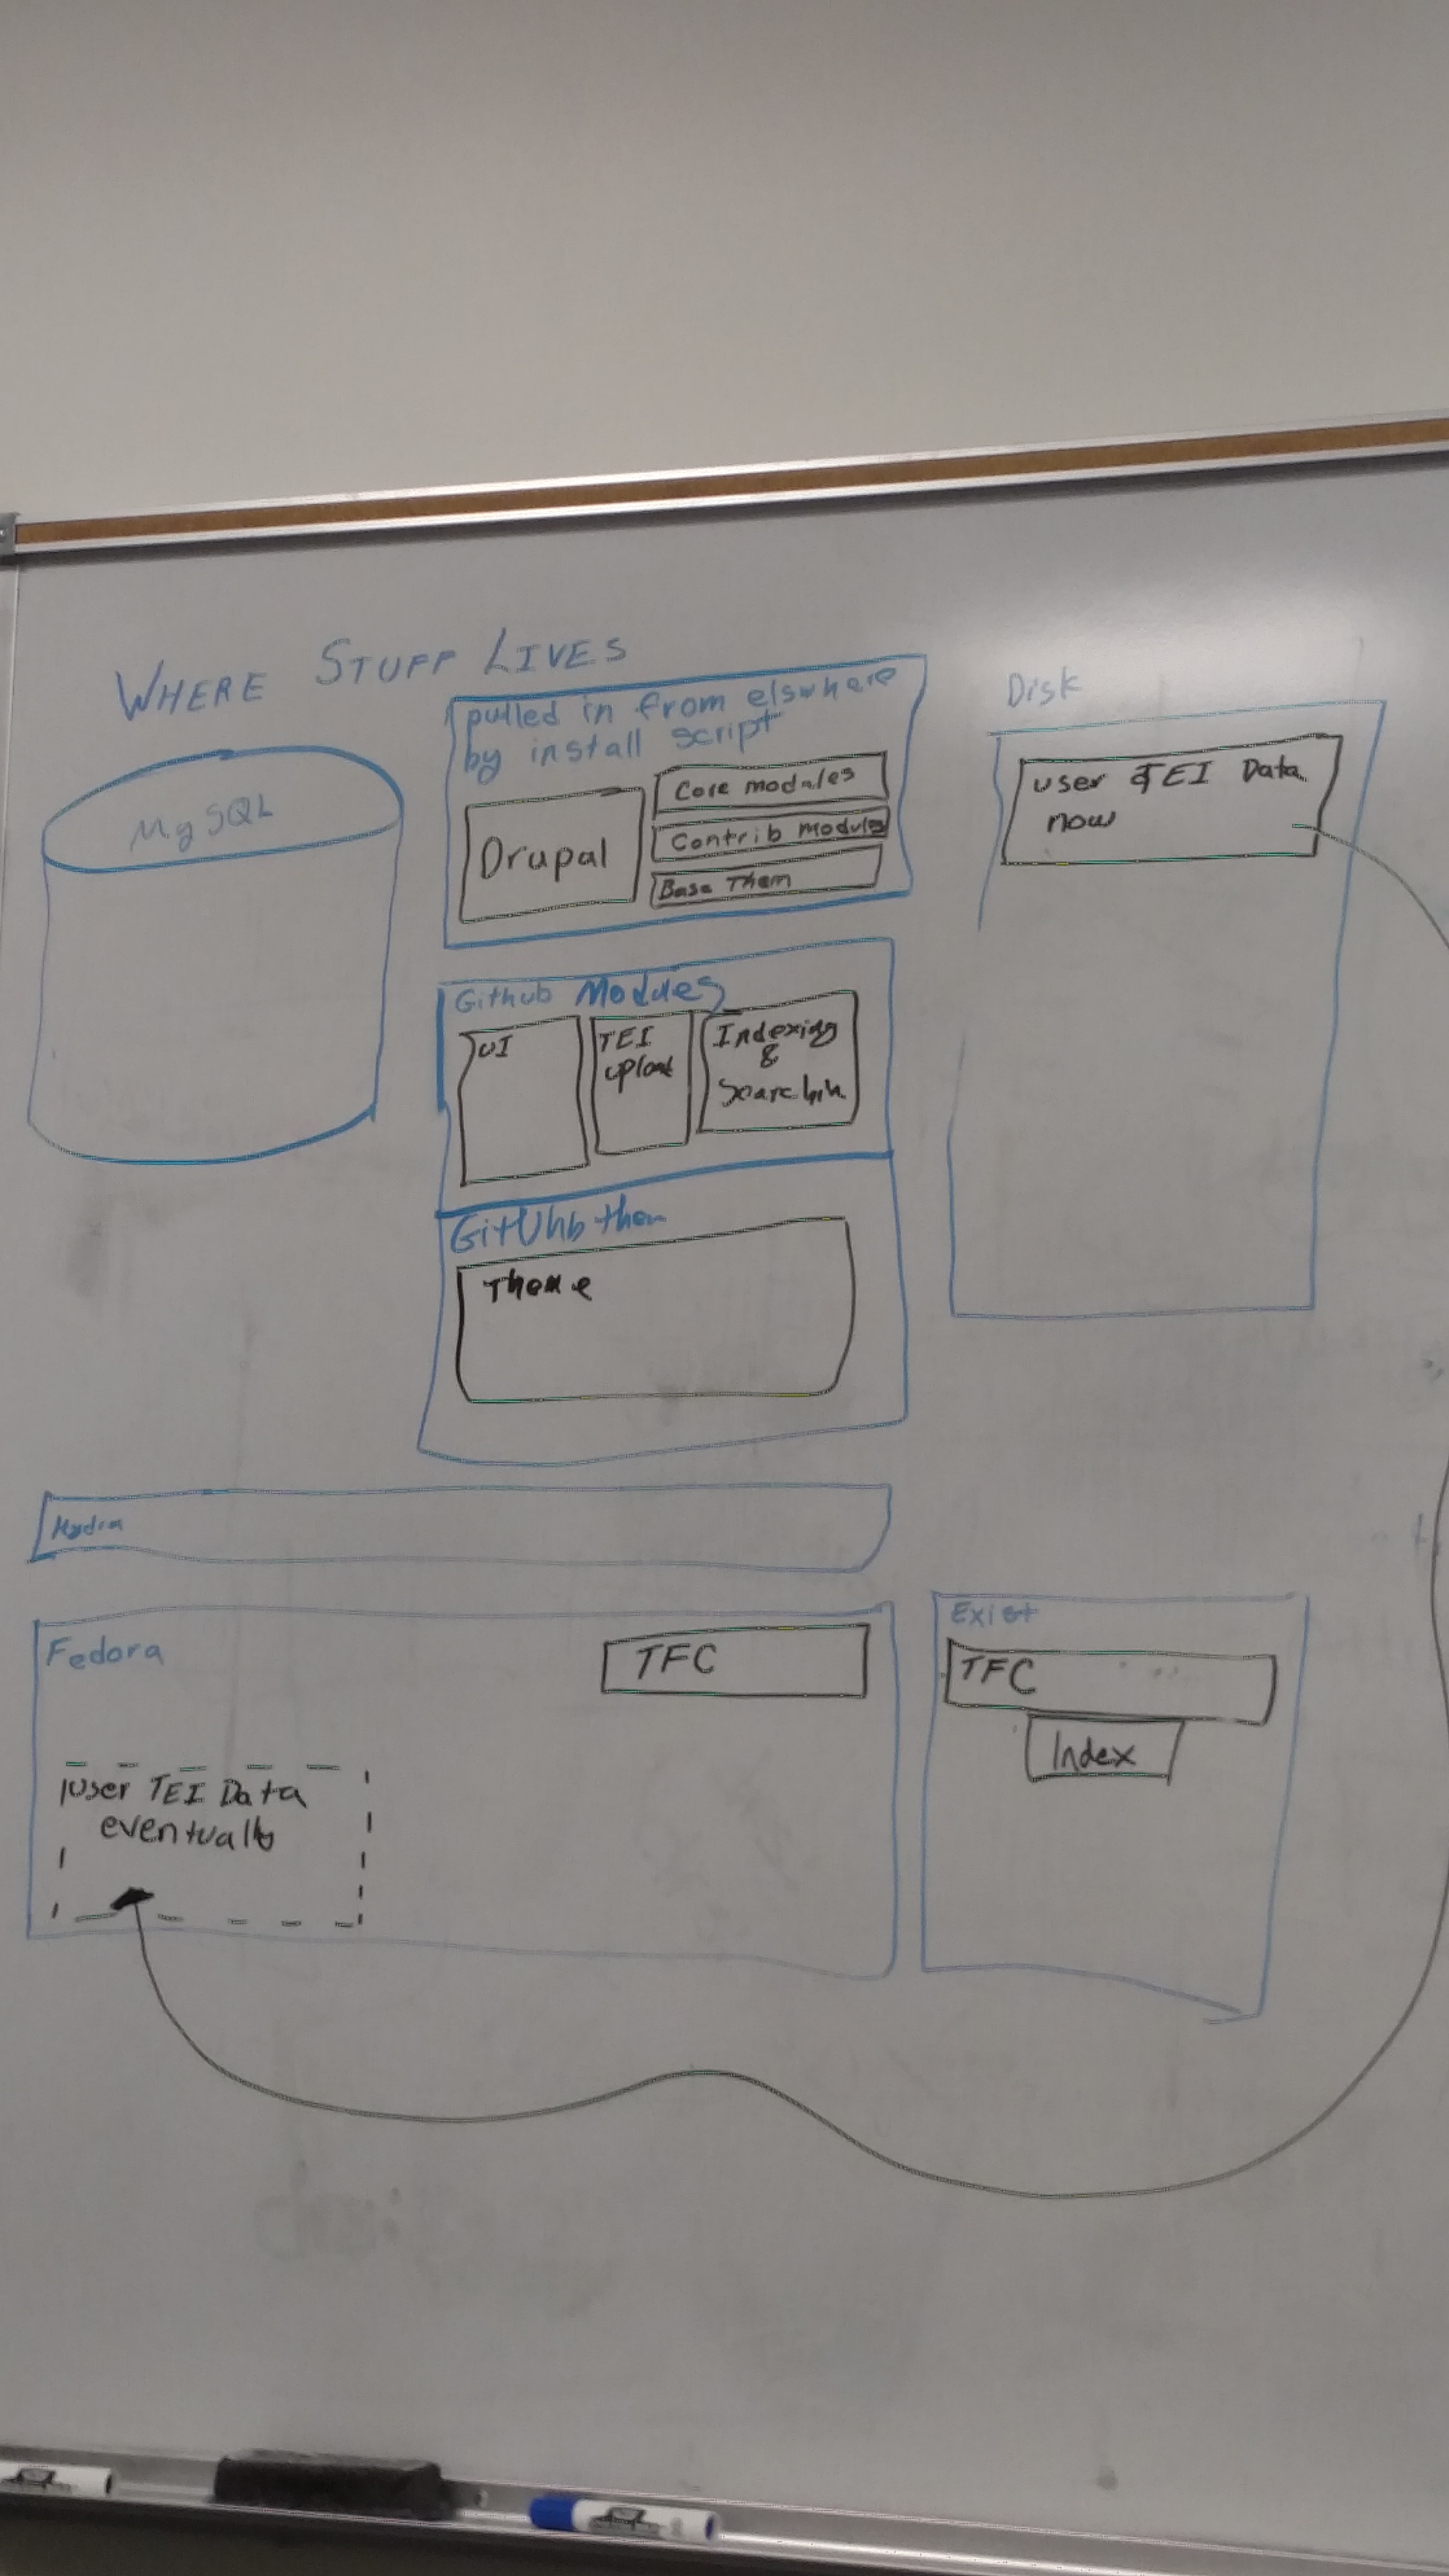 WHERE STUFF LIVES
MySQL
pulled in from elswhere
by install script
Drupal
Core modules
Contrib Modules
Base Them
Disk
user TEI Data
now
Github Modules
UI
TEI
upload
Indexing
&
Searchin
GitUhb them
Theme
Hydra
Fedora
TFC
user TEI Data
eventually
Exist
TFC
Index